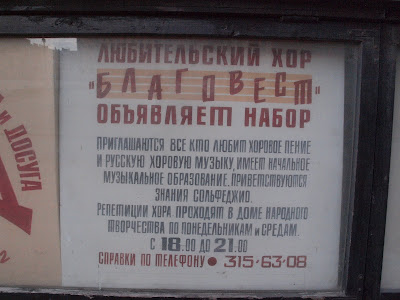 ЛЮБИТЕЛЬСКИЙ ХОР
"БЛАГОВЕСТ"
ОБЪЯВЛЯЕТ НАБОР
ПРИГЛАШАЮТСЯ ВСЕ КТО ЛЮБИТ ХОРОВОЕ ПЕНИЕ
И РУССКУЮ ХОРОВУЮ МУЗЫКУ, ИМЕЕТ НАЧАЛЬНОЕ
МУЗЫКАЛЬНОЕ ОБРАЗОВАНИЕ. ПРИВЕТСТВУЮТСЯ
ЗНАНИЯ СОЛЬФЕДЖИО.
РЕПЕТИЦИИ ХОРА ПРОХОДЯТ В ДОМЕ НАРОДНОГО
ТВОРЧЕСТВА ПО ПОНЕДЕЛЬНИКАМ И СРЕДАМ.
С 18.00 ДО 21.00
СПРАВКИ ПО ТЕЛЕФОНУ • 315-63-08
И ДОСУГА